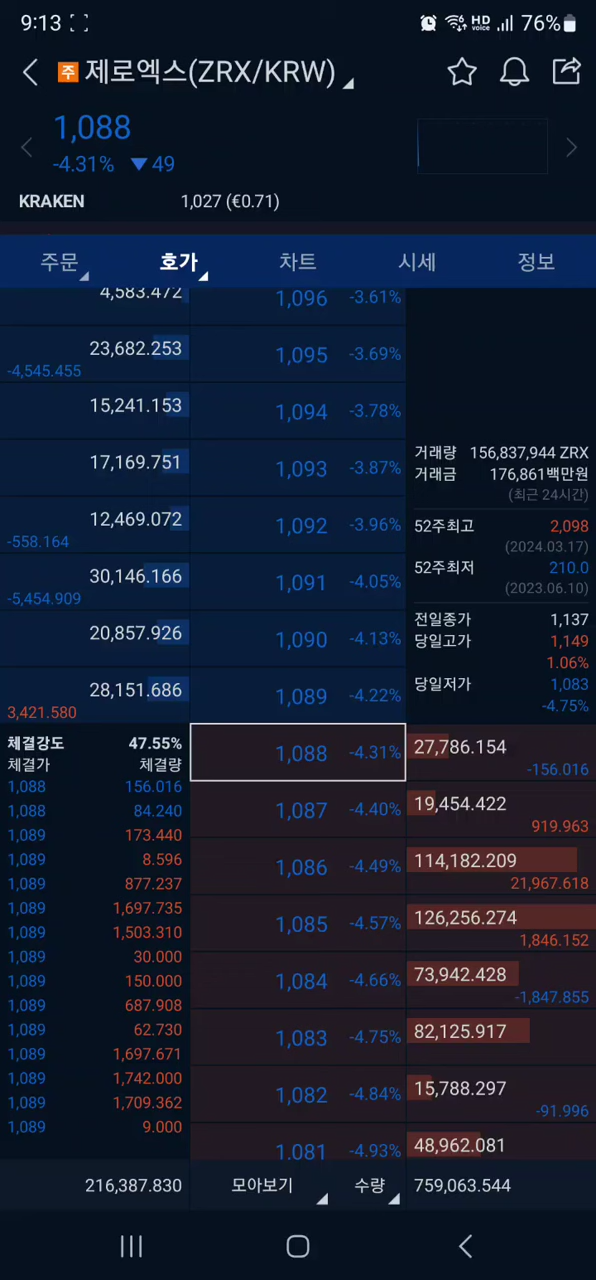 9:13
HD voice 76%
주 제로엑스(ZRX/KRW)
1,088
-4.31% ▼ 49
KRAKEN 1,027 (€0.71)
주문 호가 차트 시세 정보
4,583.472 1,096 -3.61%
23,682.253 1,095 -3.69%
-4,545.455
15,241.153 1,094 -3.78%
17,169.751 1,093 -3.87%
12,469.072 1,092 -3.96%
-558.164
30,146.166 1,091 -4.05%
-5,454.909
20,857.926 1,090 -4.13%
28,151.686 1,089 -4.22%
3,421.580
거래량 156,837,944 ZRX
거래금 176,861백만원
(최근 24시간)
52주최고 2,098
(2024.03.17)
52주최저 210.0
(2023.06.10)
전일종가 1,137
당일고가 1,149
1.06%
당일저가 1,083
-4.75%
체결강도 47.55%
체결가 체결량
1,088 156.016
1,088 84.240
1,089 173.440
1,089 8.596
1,089 877.237
1,089 1,697.735
1,089 1,503.310
1,089 30.000
1,089 150.000
1,089 687.908
1,089 62.730
1,089 1,697.671
1,089 1,742.000
1,089 1,709.362
1,089 9.000
1,088 -4.31% 27,786.154
-156.016
1,087 -4.40% 19,454.422
919.963
1,086 -4.49% 114,182.209
21,967.618
1,085 -4.57% 126,256.274
1,846.152
1,084 -4.66% 73,942.428
-1,847.855
1,083 -4.75% 82,125.917
1,082 -4.84% 15,788.297
-91.996
1,081 -4.93% 48,962.081
216,387.830 모아보기 수량 759,063.544